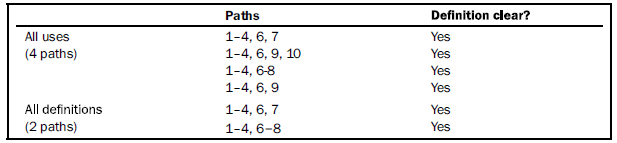 Paths Definition clear?
All uses 1–4, 6, 7 Yes
(4 paths) 1–4, 6, 9, 10 Yes
1–4, 6-8 Yes
1–4, 6, 9 Yes
All definitions 1–4, 6, 7 Yes
(2 paths) 1–4, 6–8 Yes